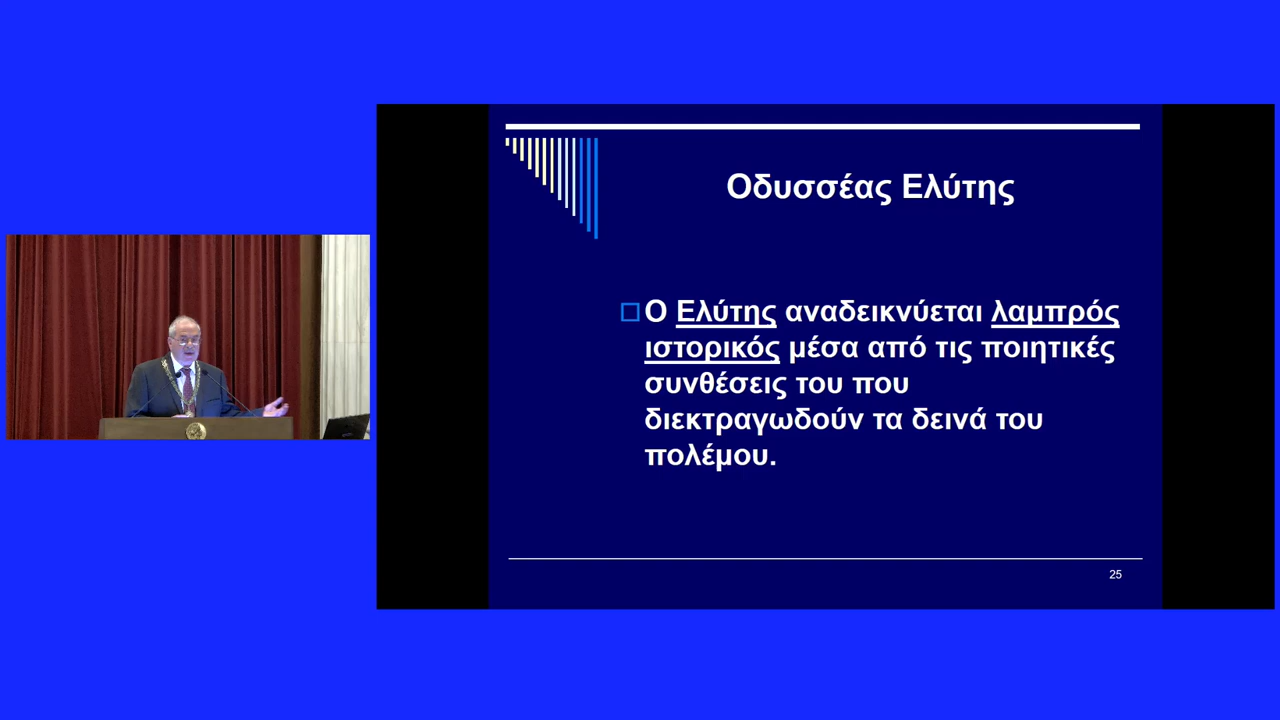 Οδυσσέας Ελύτης
Ο Ελύτης αναδεικνύεται λαμπρός
ιστορικός μέσα από τις ποιητικές
συνθέσεις του που
διεκτραγωδούν τα δεινά του
πολέμου.
25